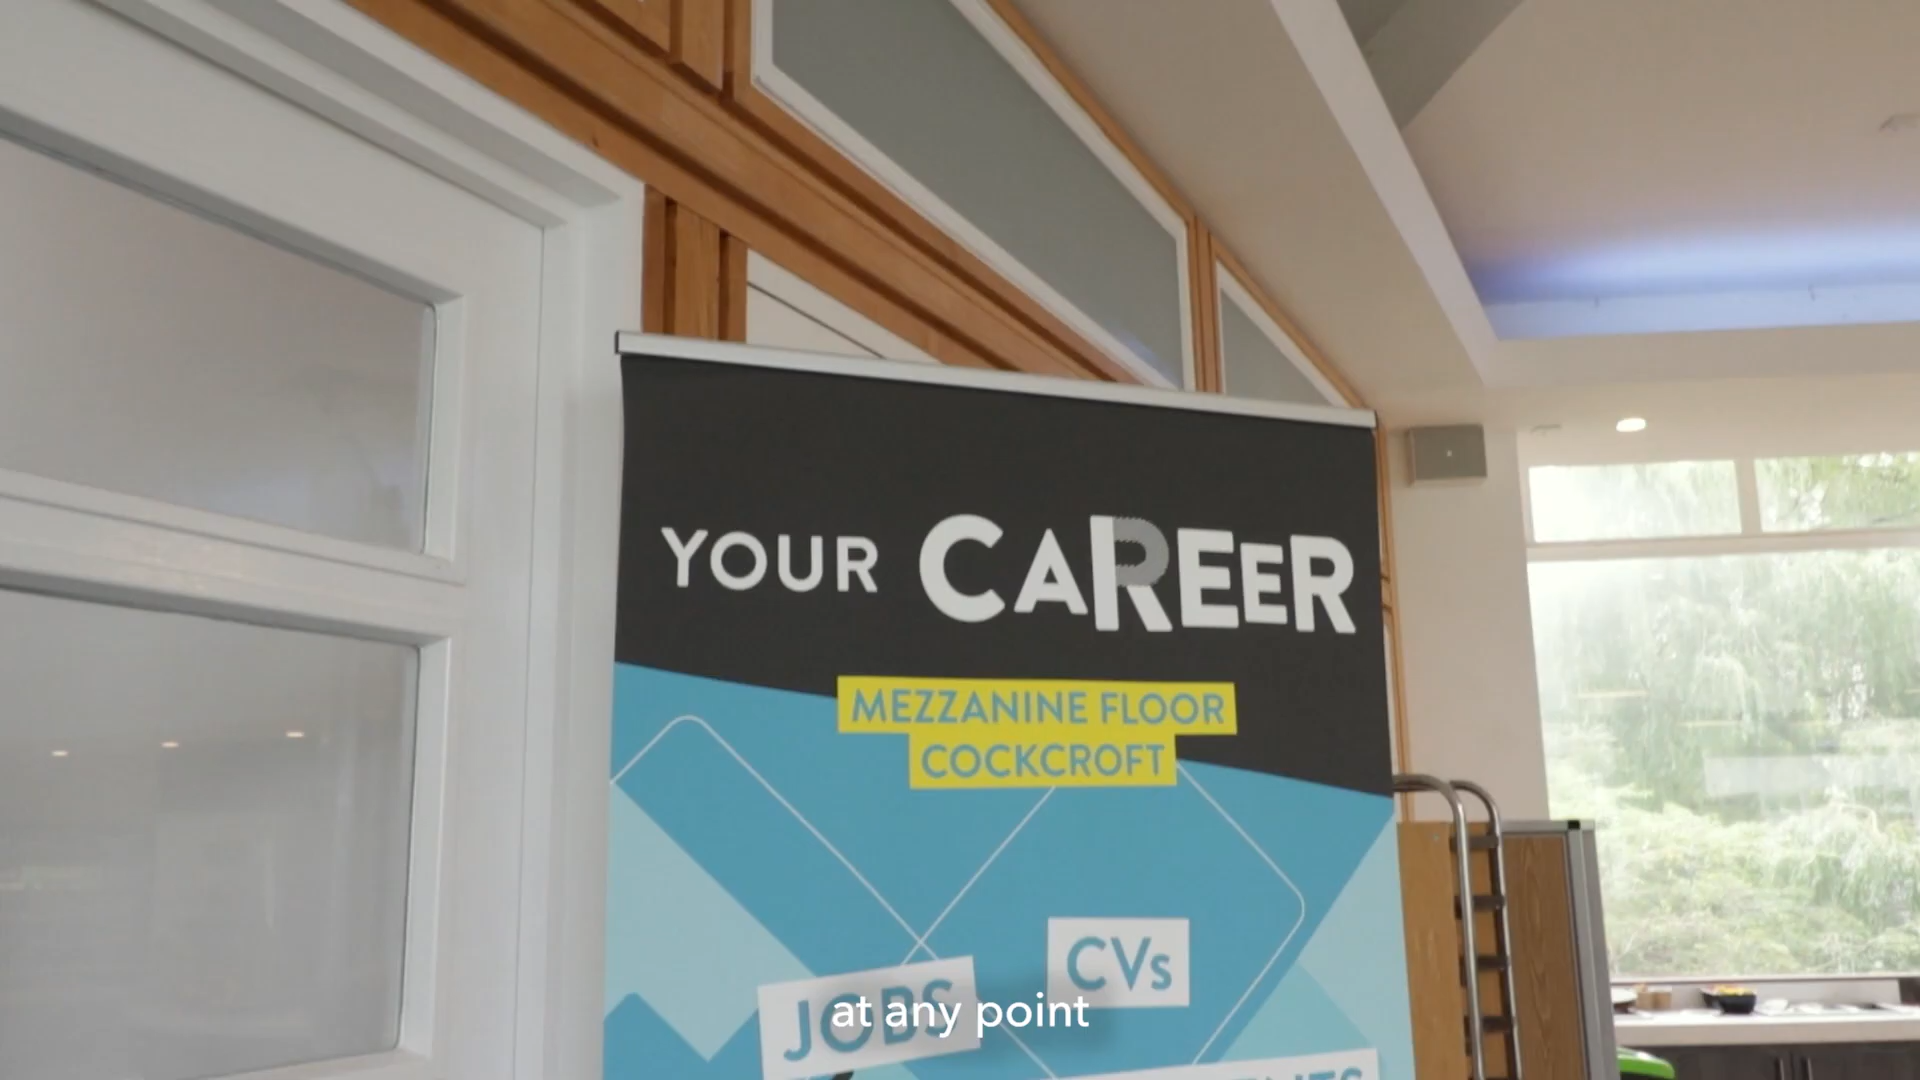 YOUR CAREER
MEZZANINE FLOOR
COCKCROFT
CVs
JOBS
at any point